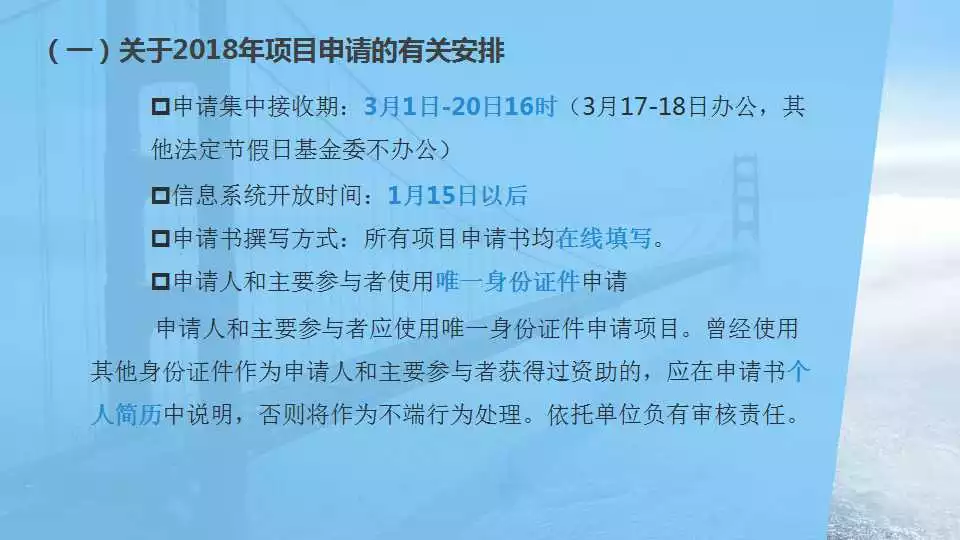 （一）关于2018年项目申请的有关安排
申请集中接收期：3月1日-20日16时（3月17-18日办公，其
他法定节假日基金委不办公）
信息系统开放时间：1月15日以后
申请书撰写方式：所有项目申请书均在线填写。
申请人和主要参与者使用唯一身份证件申请
申请人和主要参与者应使用唯一身份证件申请项目。曾经使用
其他身份证件作为申请人和主要参与者获得过资助的，应在申请书个
人简历中说明，否则将作为不端行为处理。依托单位负有审核责任。